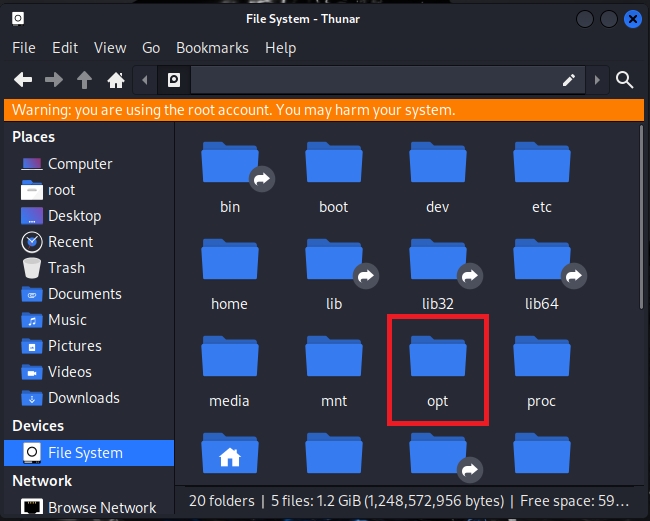 File System - Thunar
File Edit View Go Bookmarks Help
Warning: you are using the root account. You may harm your system.
Places
Computer
root
Desktop
Recent
Trash
Documents
Music
Pictures
Videos
Downloads
Devices
File System
Network
Browse Network
bin boot dev etc
home lib lib32 lib64
media mnt opt proc
20 folders | 5 files: 1.2 GiB (1,248,572,956 bytes) | Free space: 59...